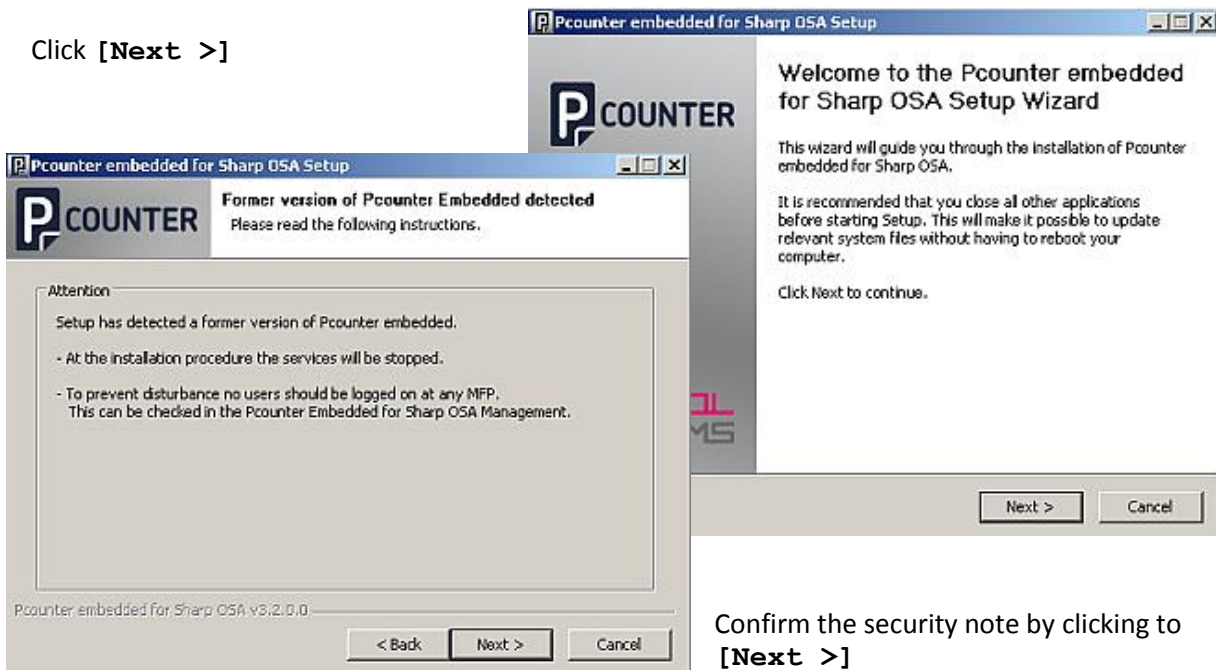 Click [Next >]
Pcounter embedded for Sharp OSA Setup
P COUNTER
Welcome to the Pcounter embedded
for Sharp OSA Setup Wizard
This wizard will guide you through the installation of Pcounter
embedded for Sharp OSA.
It is recommended that you close all other applications
before starting Setup. This will make it possible to update
relevant system files without having to reboot your
computer.
Click Next to continue.
Next >
Cancel
Pcounter embedded for Sharp OSA Setup
P COUNTER
Former version of Pcounter Embedded detected
Please read the following instructions.
Attention
Setup has detected a former version of Pcounter embedded.
- At the installation procedure the services will be stopped.
- To prevent disturbance no users should be logged on at any MFP.
This can be checked in the Pcounter Embedded for Sharp OSA Management.
Pcounter embedded for Sharp OSA v3.2.0.0
< Back
Next >
Cancel
Confirm the security note by clicking to
[Next >]